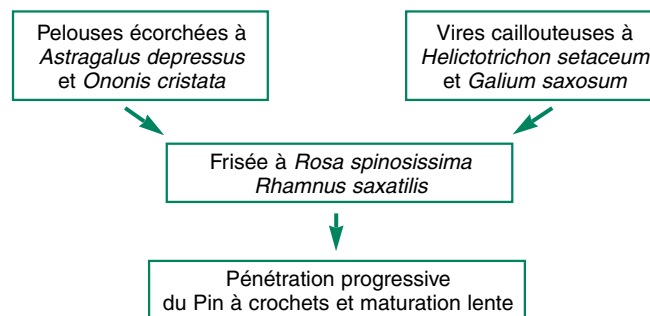 Pelouses écorchées à
Astragalus depressus
et Ononis cristata
Vires caillouteuses à
Helictotrichon setaceum
et Galium saxosum
Frisée à Rosa spinosissima
Rhamnus saxatilis
Pénétration progressive
du Pin à crochets et maturation lente